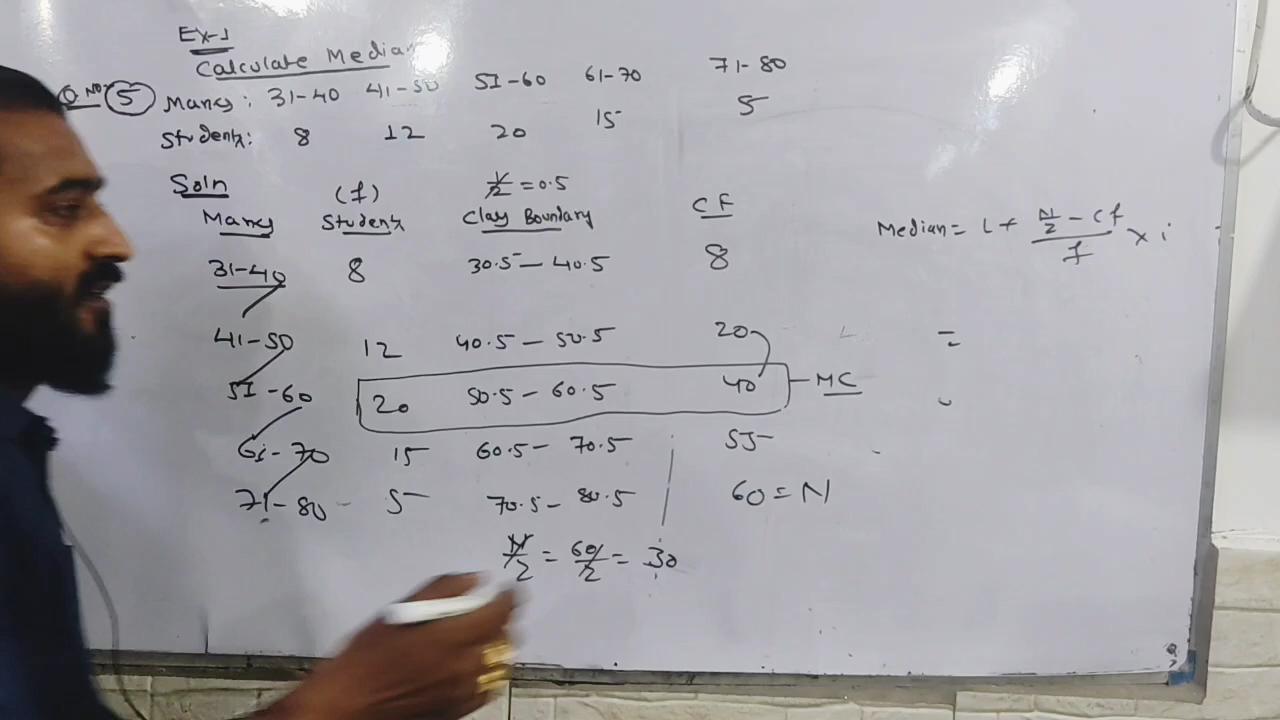 Ex-1
Calculate Median
Q No. 5 Marks: 31-40 41-50 51-60 61-70 71-80
Students: 8 12 20 15 5
Soln
(f) 1/2 = 0.5
Marks Students Class Boundary CF
31-40 8 30.5-40.5 8
41-50 12 40.5-50.5 20
51-60 20 50.5-60.5 40 MC
61-70 15 60.5-70.5 55
71-80 5 70.5-80.5 60=N
N/2 = 60/2 = 30
Median = L + (N/2 - cf)/f × i
=